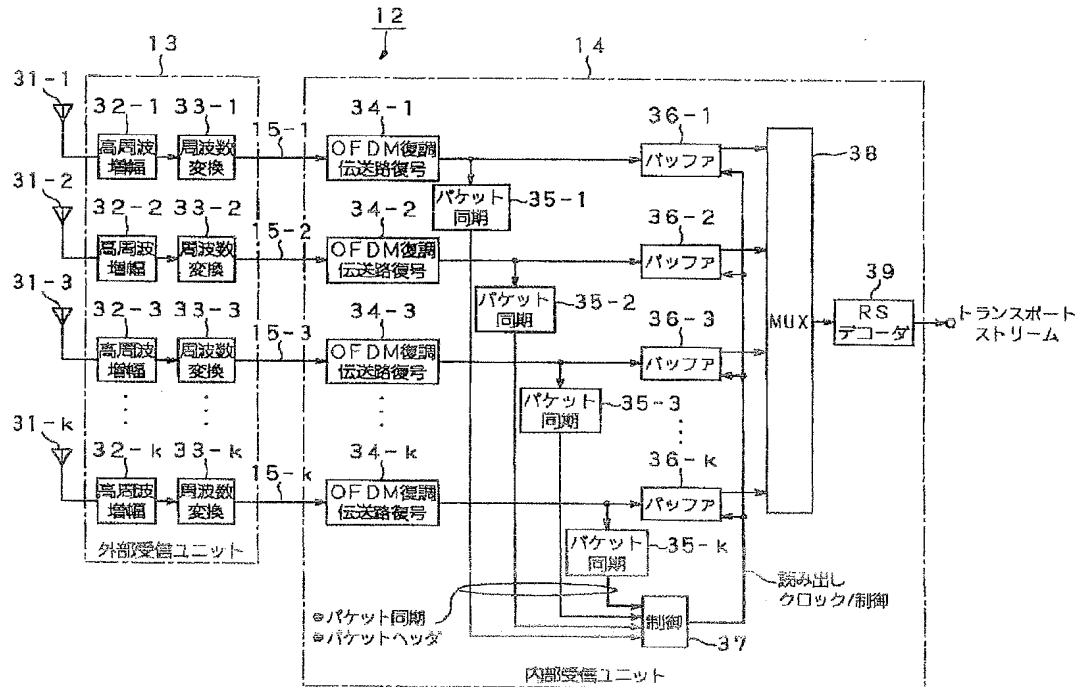 12
13
14
31-1
32-1 33-1
15-1
34-1
36-1
38
高周波
増幅
周波数
変換
OFDM復調
伝送路復号
バッファ
パケット
同期
35-1
31-2
32-2 33-2
15-2
34-2
36-2
高周波
増幅
周波数
変換
OFDM復調
伝送路復号
バッファ
パケット
同期
35-2
31-3
32-3 33-3
15-3
34-3
36-3
高周波
増幅
周波数
変換
OFDM復調
伝送路復号
バッファ
パケット
同期
35-3
MUX
39
RS
デコーダ
トランスポート
ストリーム
31-k
32-k 33-k
15-k
34-k
36-k
高周波
増幅
周波数
変換
OFDM復調
伝送路復号
バッファ
パケット
同期
35-k
外部受信ユニット
読み出し
クロック/制御
●パケット同期
●パケットヘッダ
制御
37
内部受信ユニット